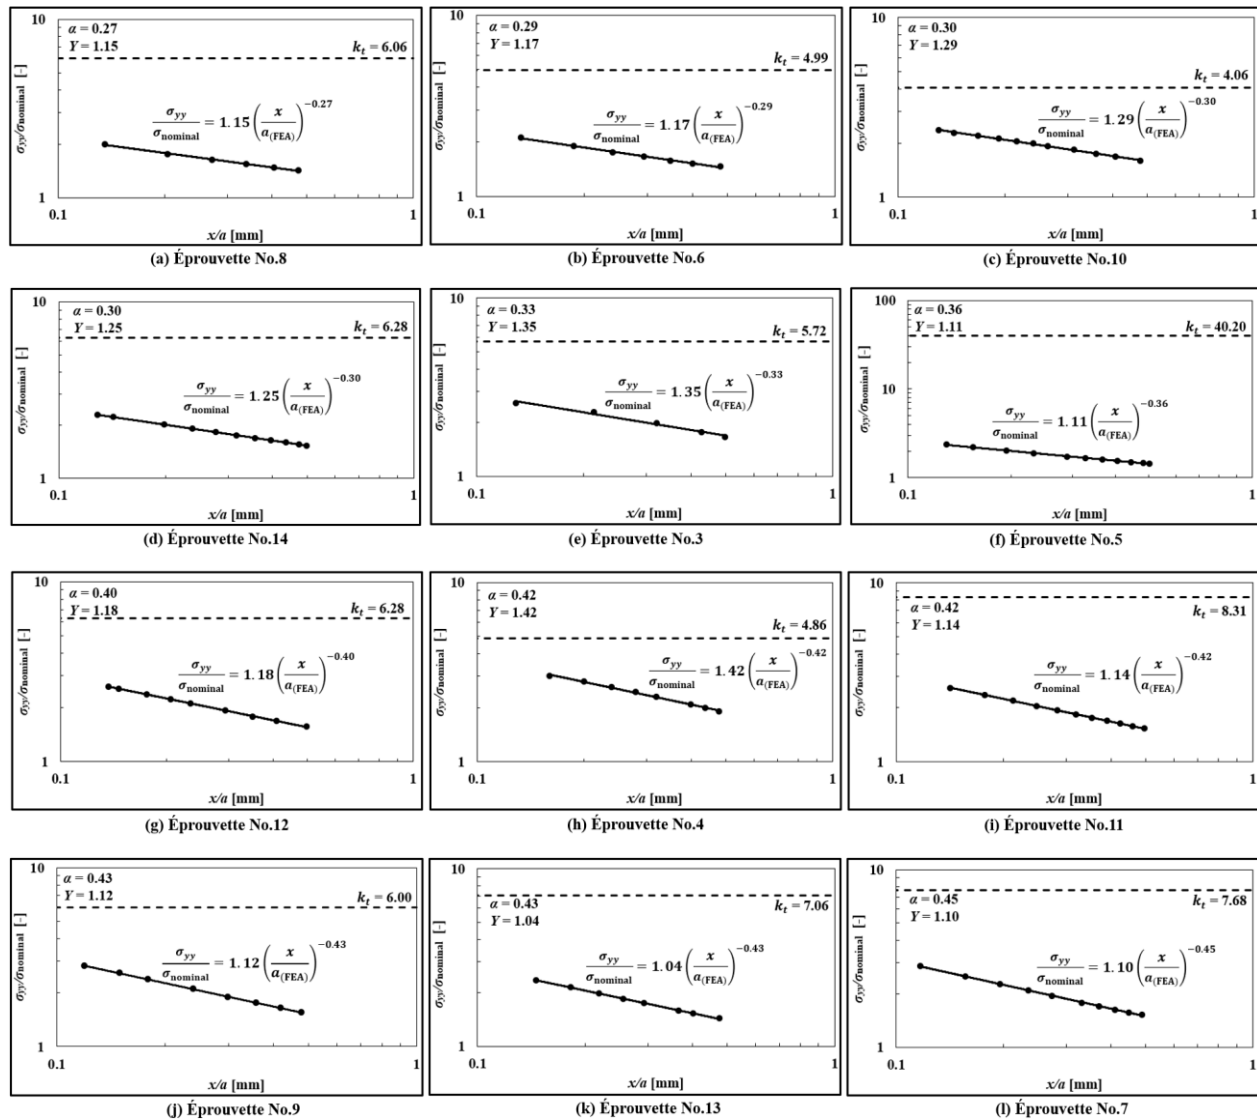 10
α = 0.27
Y = 1.15
k_t = 6.06
σ_yy/σ_nominal = 1.15 (x/a_(FEA))^−0.27
σ_yy/σ_nominal [-]
1
0.1
1
x/a [mm]
(a) Éprouvette No.8
10
α = 0.29
Y = 1.17
k_t = 4.99
σ_yy/σ_nominal = 1.17 (x/a_(FEA))^−0.29
σ_yy/σ_nominal [-]
1
0.1
1
x/a [mm]
(b) Éprouvette No.6
10
α = 0.30
Y = 1.29
k_t = 4.06
σ_yy/σ_nominal = 1.29 (x/a_(FEA))^−0.30
σ_yy/σ_nominal [-]
1
0.1
1
x/a [mm]
(c) Éprouvette No.10
10
α = 0.30
Y = 1.25
k_t = 6.28
σ_yy/σ_nominal = 1.25 (x/a_(FEA))^−0.30
σ_yy/σ_nominal [-]
1
0.1
1
x/a [mm]
(d) Éprouvette No.14
10
α = 0.33
Y = 1.35
k_t = 5.72
σ_yy/σ_nominal = 1.35 (x/a_(FEA))^−0.33
σ_yy/σ_nominal [-]
1
0.1
1
x/a [mm]
(e) Éprouvette No.3
100
α = 0.36
Y = 1.11
k_t = 40.20
10
σ_yy/σ_nominal = 1.11 (x/a_(FEA))^−0.36
σ_yy/σ_nominal [-]
1
0.1
1
x/a [mm]
(f) Éprouvette No.5
10
α = 0.40
Y = 1.18
k_t = 6.28
σ_yy/σ_nominal = 1.18 (x/a_(FEA))^−0.40
σ_yy/σ_nominal [-]
1
0.1
1
x/a [mm]
(g) Éprouvette No.12
10
α = 0.42
Y = 1.42
k_t = 4.86
σ_yy/σ_nominal = 1.42 (x/a_(FEA))^−0.42
σ_yy/σ_nominal [-]
1
0.1
1
x/a [mm]
(h) Éprouvette No.4
10
α = 0.42
Y = 1.14
k_t = 8.31
σ_yy/σ_nominal = 1.14 (x/a_(FEA))^−0.42
σ_yy/σ_nominal [-]
1
0.1
1
x/a [mm]
(i) Éprouvette No.11
10
α = 0.43
Y = 1.12
k_t = 6.00
σ_yy/σ_nominal = 1.12 (x/a_(FEA))^−0.43
σ_yy/σ_nominal [-]
1
0.1
1
x/a [mm]
(j) Éprouvette No.9
10
α = 0.43
Y = 1.04
k_t = 7.06
σ_yy/σ_nominal = 1.04 (x/a_(FEA))^−0.43
σ_yy/σ_nominal [-]
1
0.1
1
x/a [mm]
(k) Éprouvette No.13
10
α = 0.45
Y = 1.10
k_t = 7.68
σ_yy/σ_nominal = 1.10 (x/a_(FEA))^−0.45
σ_yy/σ_nominal [-]
1
0.1
1
x/a [mm]
(l) Éprouvette No.7